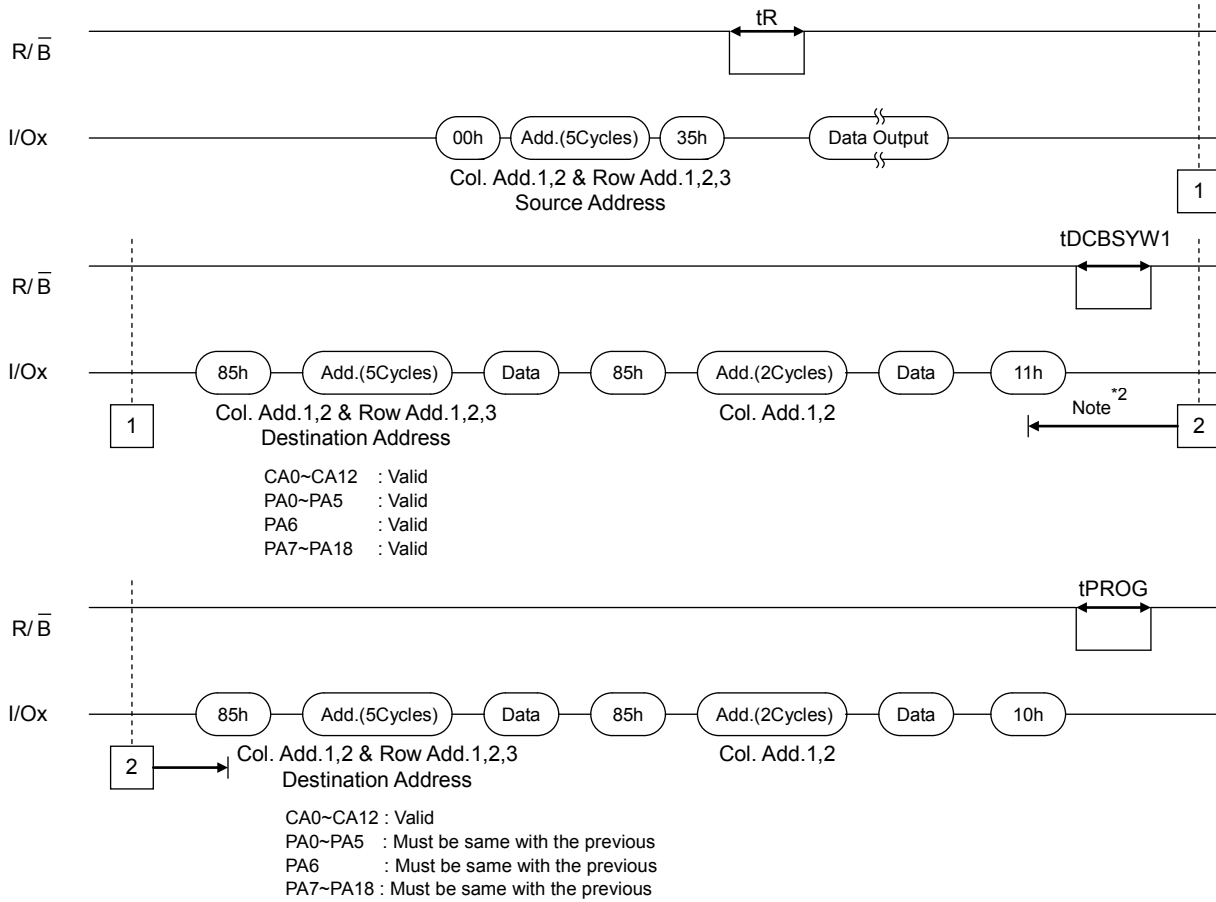 tR
R/B̅
1
I/Ox 00h Add.(5Cycles) 35h Data Output
Col. Add.1,2 & Row Add.1,2,3
Source Address
tDCBSYW1
R/B̅
I/Ox 85h Add.(5Cycles) Data 85h Add.(2Cycles) Data 11h
1 Col. Add.1,2 & Row Add.1,2,3 Col. Add.1,2 Note*2 2
Destination Address
CA0~CA12 : Valid
PA0~PA5 : Valid
PA6 : Valid
PA7~PA18 : Valid
tPROG
R/B̅
I/Ox 85h Add.(5Cycles) Data 85h Add.(2Cycles) Data 10h
2 Col. Add.1,2 & Row Add.1,2,3 Col. Add.1,2
Destination Address
CA0~CA12 : Valid
PA0~PA5 : Must be same with the previous
PA6 : Must be same with the previous
PA7~PA18 : Must be same with the previous